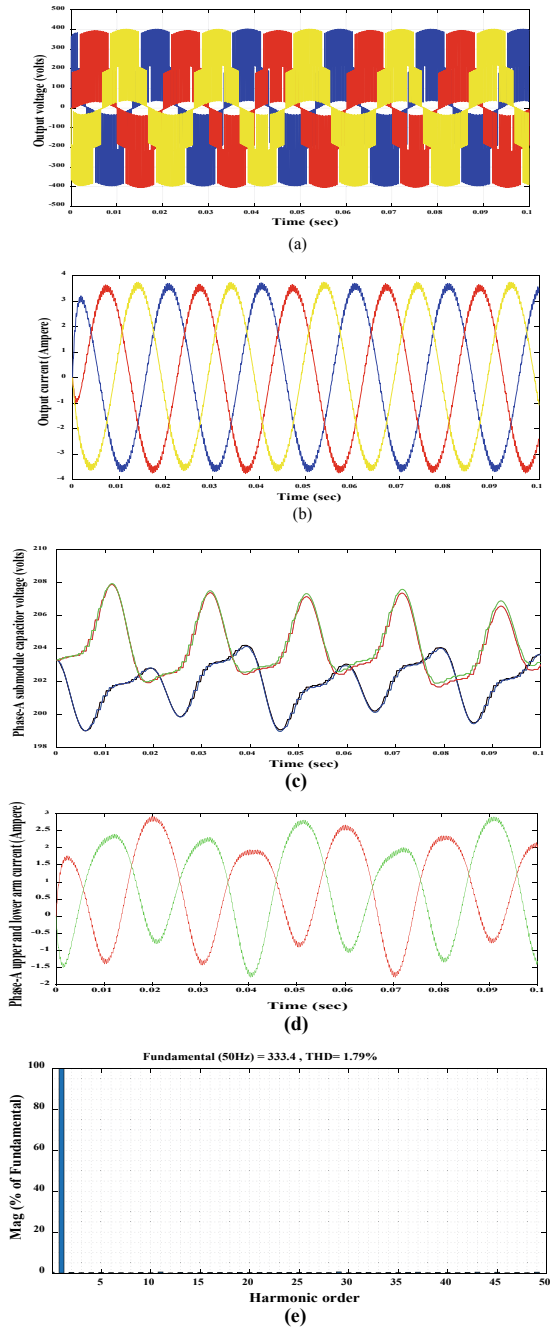 Output voltage (volts)
500
400
300
200
100
0
-100
-200
-300
-400
-500
0 0.01 0.02 0.03 0.04 0.05 0.06 0.07 0.08 0.09 0.1
Time (sec)
(a)
Output current (Ampere)
4
3
2
1
0
-1
-2
-3
-4
0 0.01 0.02 0.03 0.04 0.05 0.06 0.07 0.08 0.09 0.1
Time (sec)
(b)
Phase-A submodule capacitor voltage (volts)
210
208
206
204
202
200
198
0 0.01 0.02 0.03 0.04 0.05 0.06 0.07 0.08 0.09 0.1
Time (sec)
(c)
Phase-A upper and lower arm current (Ampere)
3
2.5
2
1.5
1
0.5
0
-0.5
-1
-1.5
-2
0 0.01 0.02 0.03 0.04 0.05 0.06 0.07 0.08 0.09 0.1
Time (sec)
(d)
Fundamental (50Hz) = 333.4 , THD= 1.79%
Mag (% of Fundamental)
100
80
60
40
20
0
5 10 15 20 25 30 35 40 45 50
Harmonic order
(e)